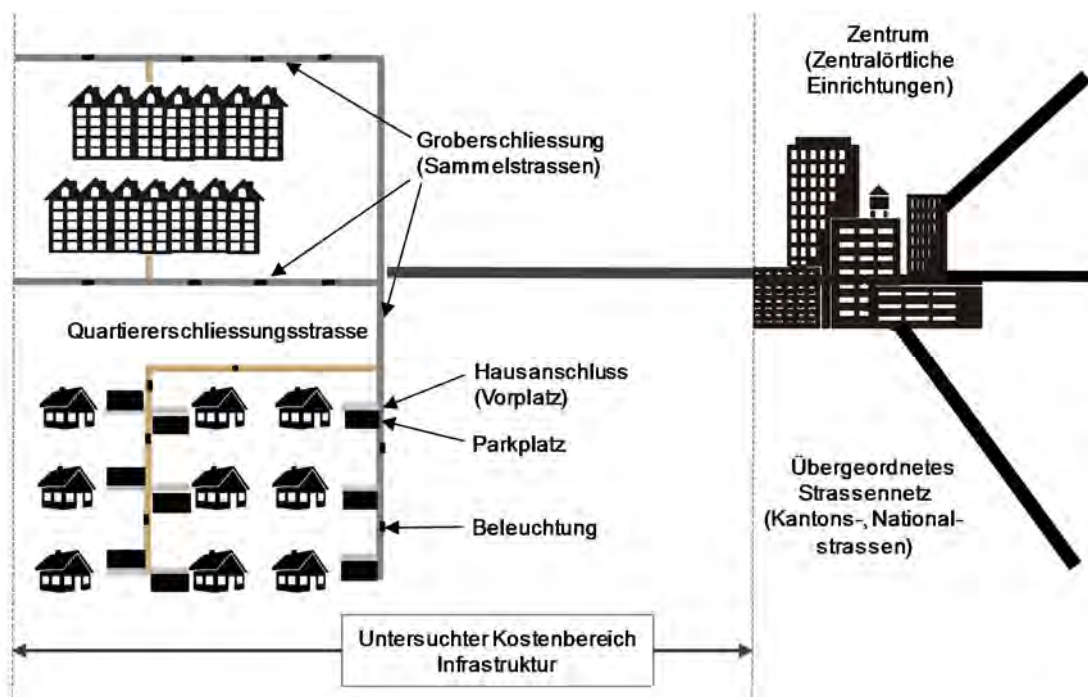 Zentrum
(Zentralörtliche
Einrichtungen)
Groberschliessung
(Sammelstrassen)
Quartiererschliessungsstrasse
Hausanschluss
(Vorplatz)
Parkplatz
Beleuchtung
Übergeordnetes
Strassennetz
(Kantons-, National-
strassen)
Untersuchter Kostenbereich
Infrastruktur